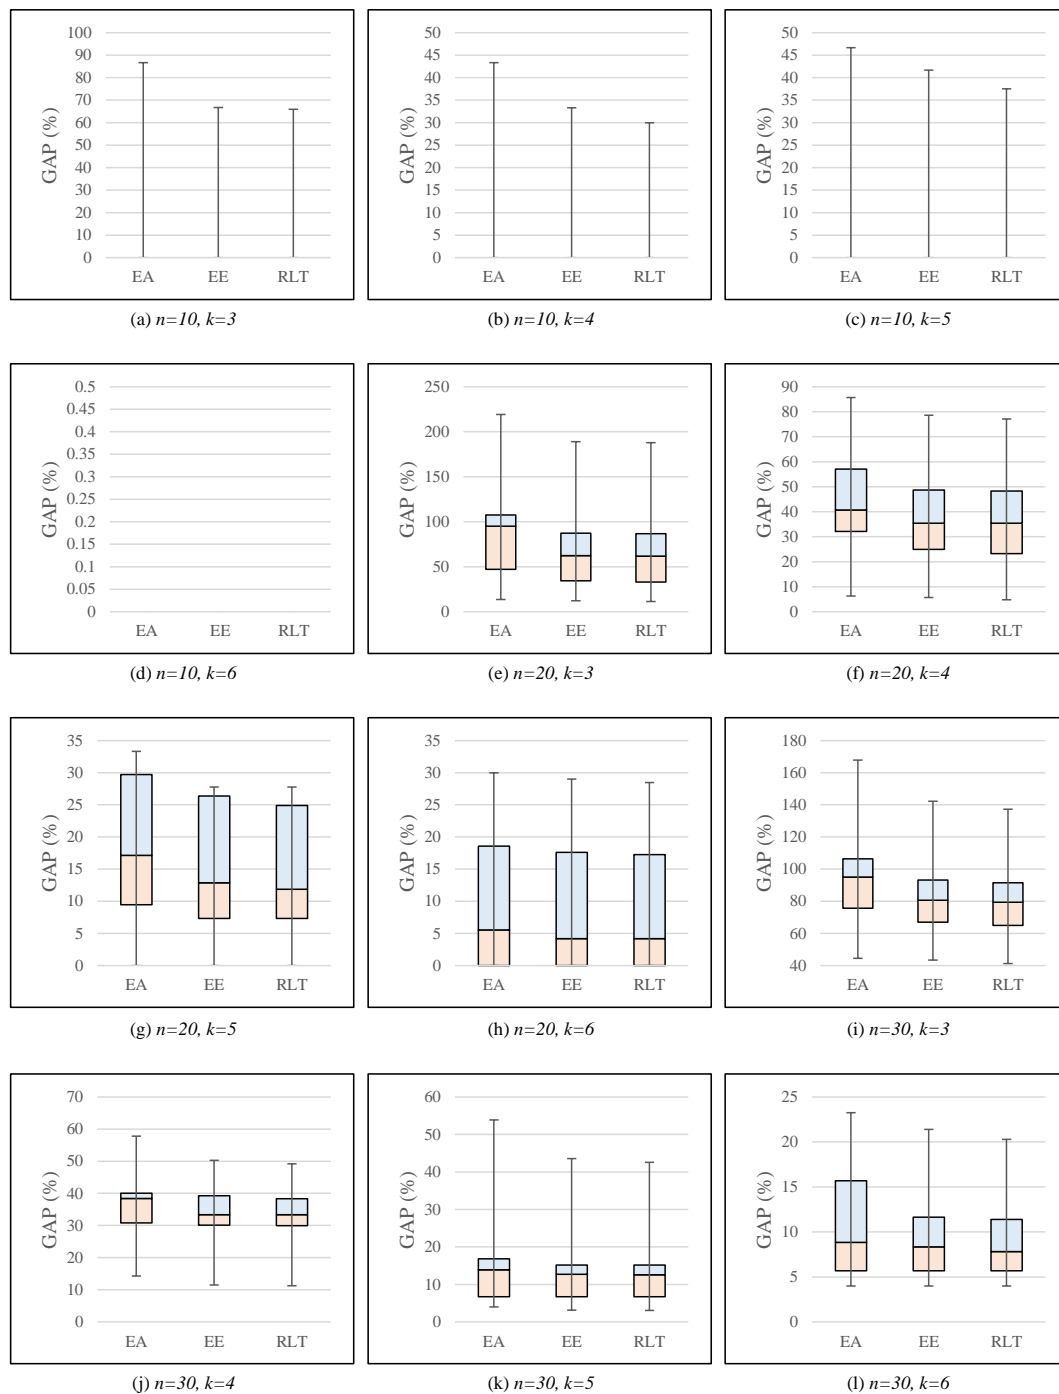 100
90
80
70
60
50
40
30
20
10
0
GAP (%)
EA EE RLT
(a) n=10, k=3
50
45
40
35
30
25
20
15
10
5
0
GAP (%)
EA EE RLT
(b) n=10, k=4
50
45
40
35
30
25
20
15
10
5
0
GAP (%)
EA EE RLT
(c) n=10, k=5
0.5
0.45
0.4
0.35
0.3
0.25
0.2
0.15
0.1
0.05
0
GAP (%)
EA EE RLT
(d) n=10, k=6
250
200
150
100
50
0
GAP (%)
EA EE RLT
(e) n=20, k=3
90
80
70
60
50
40
30
20
10
0
GAP (%)
EA EE RLT
(f) n=20, k=4
35
30
25
20
15
10
5
0
GAP (%)
EA EE RLT
(g) n=20, k=5
35
30
25
20
15
10
5
0
GAP (%)
EA EE RLT
(h) n=20, k=6
180
160
140
120
100
80
60
40
GAP (%)
EA EE RLT
(i) n=30, k=3
70
60
50
40
30
20
10
0
GAP (%)
EA EE RLT
(j) n=30, k=4
60
50
40
30
20
10
0
GAP (%)
EA EE RLT
(k) n=30, k=5
25
20
15
10
5
0
GAP (%)
EA EE RLT
(l) n=30, k=6